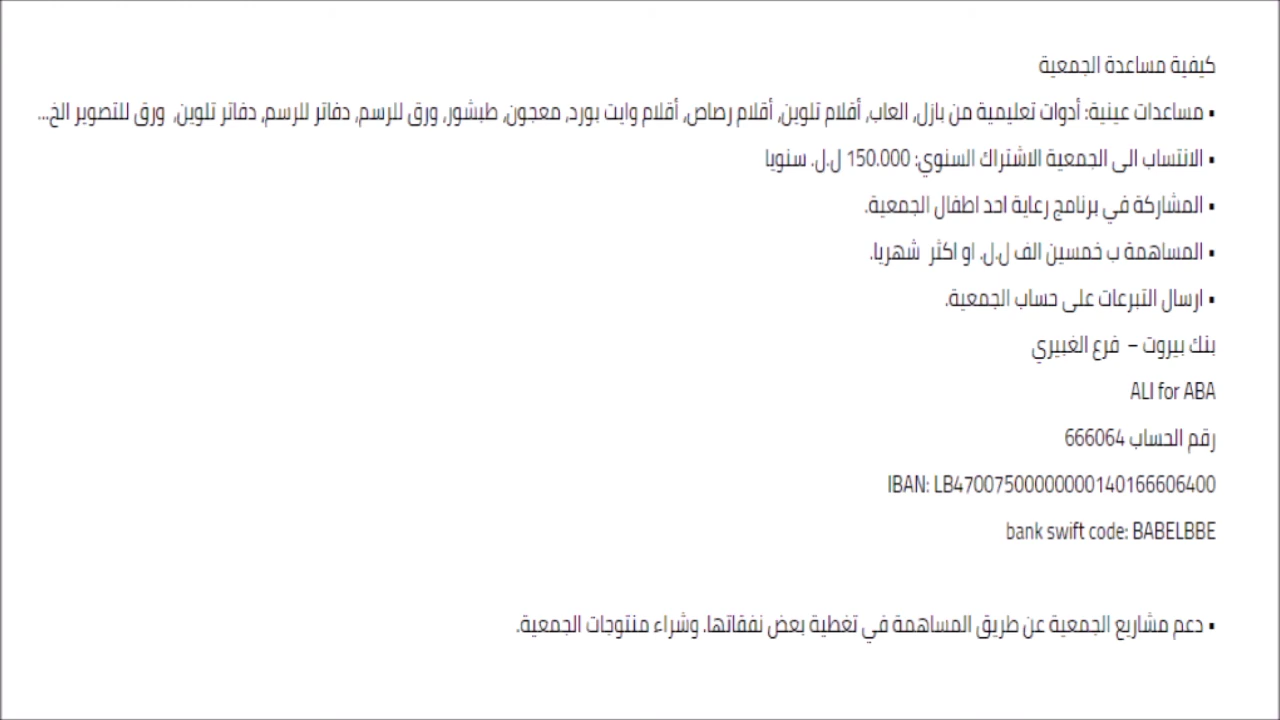 كيفية مساعدة الجمعية
▪ مساعدات عينية: أدوات تعليمية من بازل, العاب, أقلام تلوين, أقلام رصاص, أقلام وايت بورد, معجون, طبشور, ورق للرسم, دفاتر للرسم, دفاتر تلوين, ورق للتصوير الخ...
▪ الانتساب الى الجمعية الاشتراك السنوي: 150.000 ل.ل. سنويا
▪ المشاركة في برنامج رعاية احد اطفال الجمعية.
▪ المساهمة ب خمسين الف ل.ل. او اكثر شهريا.
▪ ارسال التبرعات على حساب الجمعية.
بنك بيروت – فرع الغبيري
ALI for ABA
رقم الحساب 666064
IBAN: LB47007500000000140166606400
bank swift code: BABELBBE
▪ دعم مشاريع الجمعية عن طريق المساهمة في تغطية بعض نفقاتها. وشراء منتوجات الجمعية.